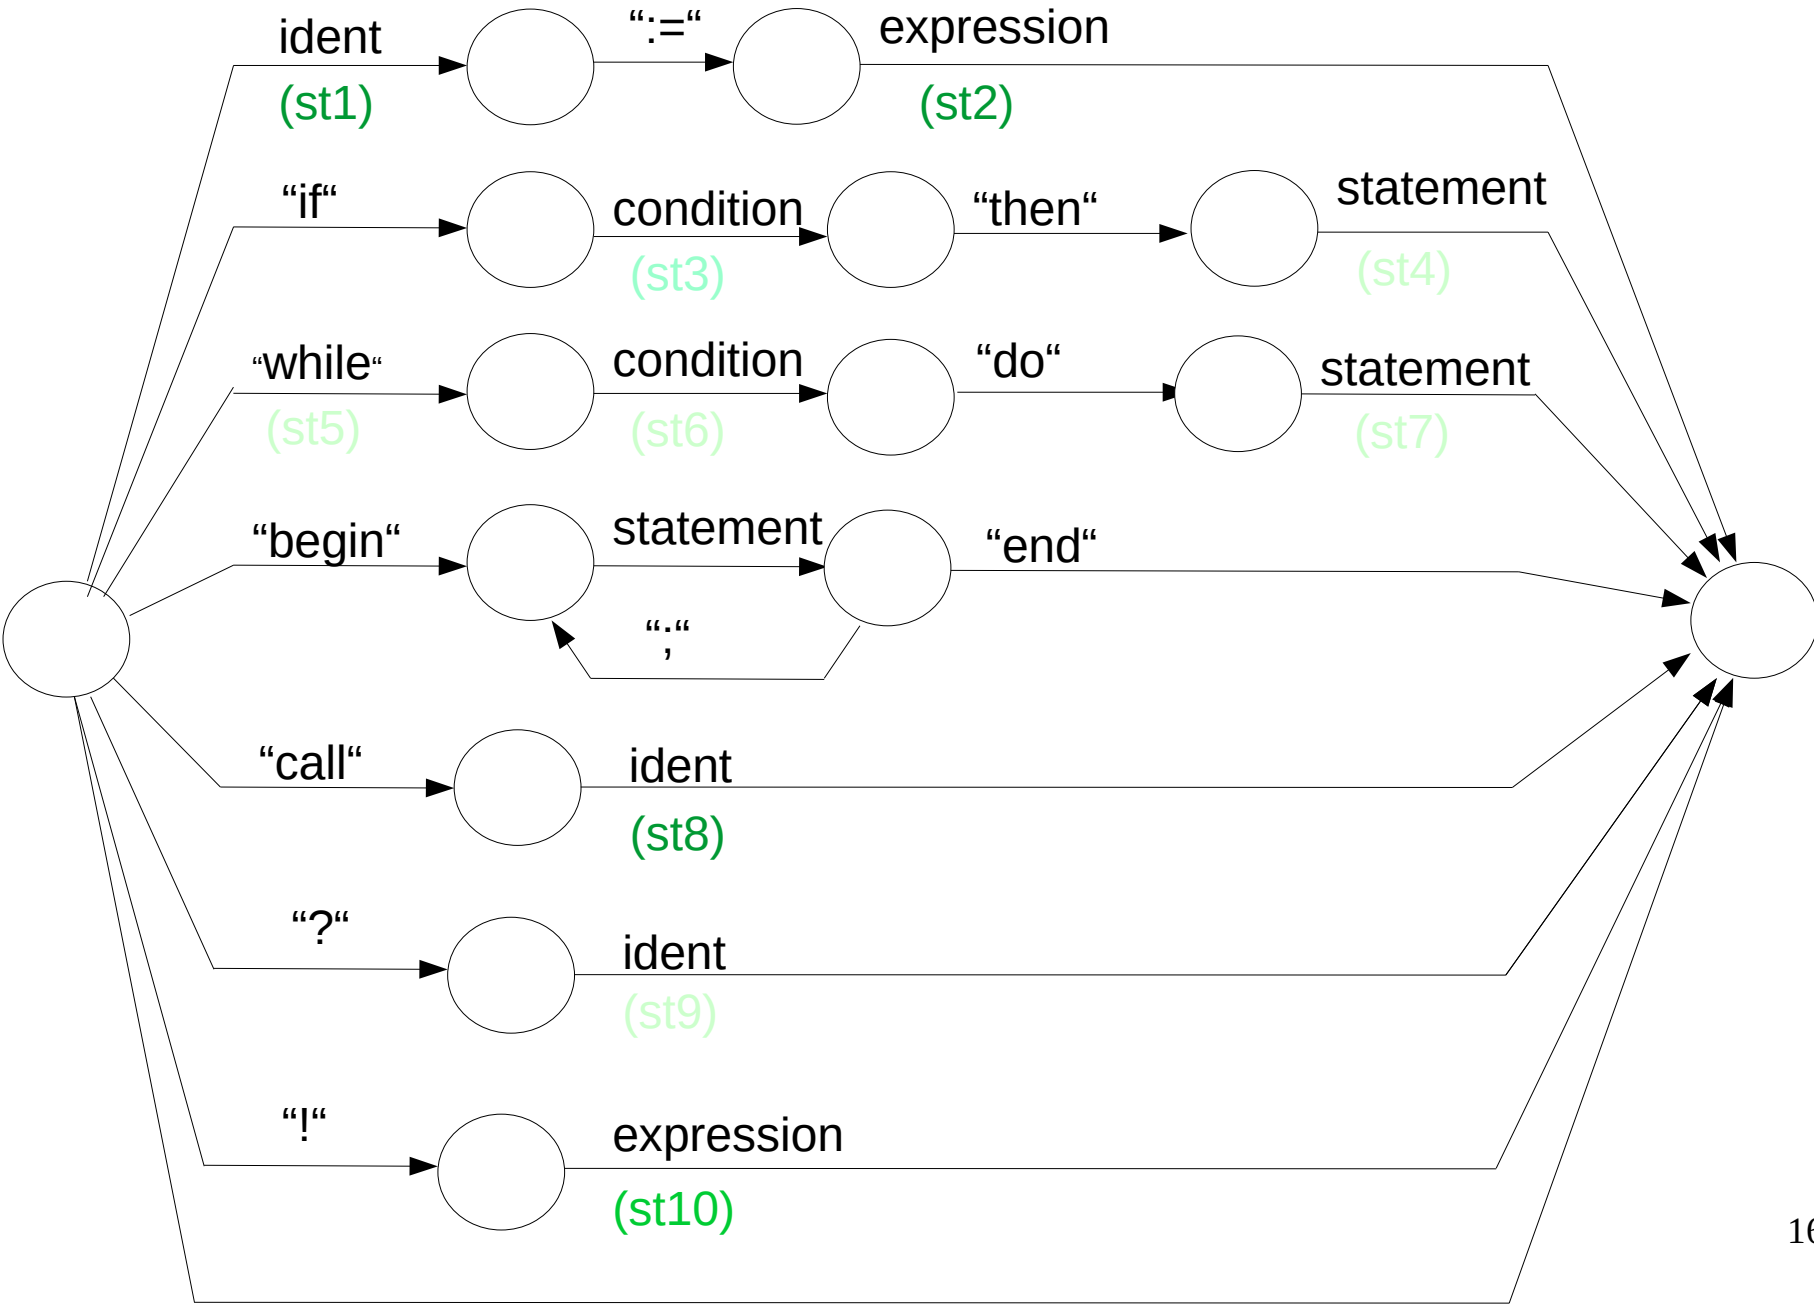 ident “:=“ expression
(st1) (st2)
“if“ condition “then“ statement
(st3) (st4)
“while“ condition “do“ statement
(st5) (st6) (st7)
“begin“ statement “end“
“;“
“call“ ident
(st8)
“?“ ident
(st9)
“!“ expression
(st10)
16